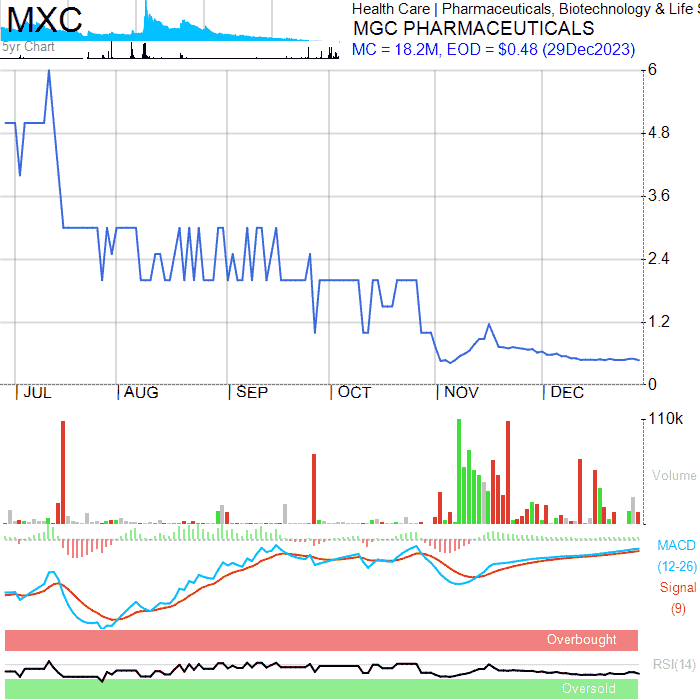 MXC
Health Care | Pharmaceuticals, Biotechnology & Life S
MGC PHARMACEUTICALS
5yr Chart
MC = 18.2M, EOD = $0.48 (29Dec2023)
6
4.8
3.6
2.4
1.2
0
JUL AUG SEP OCT NOV DEC
110k
Volume
MACD
(12-26)
Signal
(9)
Overbought
RSI(14)
Oversold